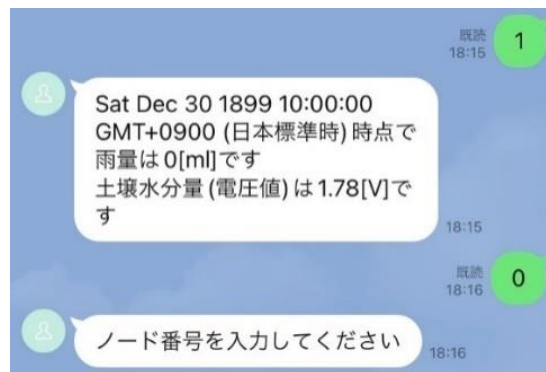 既読
18:15
1
Sat Dec 30 1899 10:00:00
GMT+0900 (日本標準時) 時点で
雨量は0[ml]です
土壌水分量(電圧値)は1.78[V]で
す
18:15
既読
18:16
0
ノード番号を入力してください
18:16